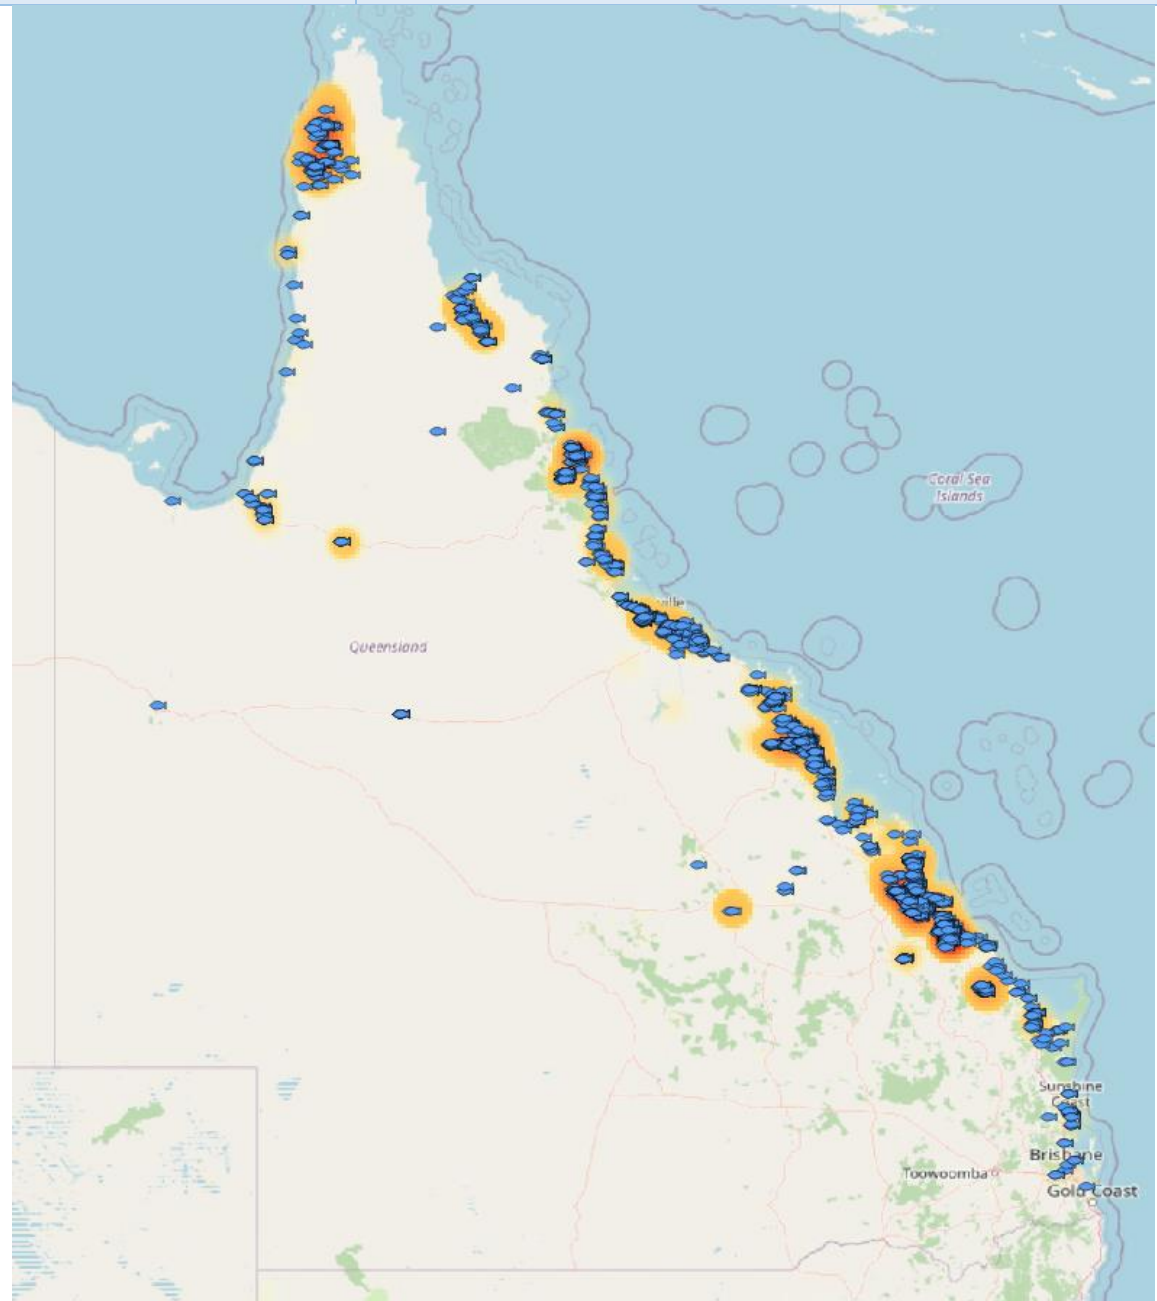 Coral Sea
Islands
Queensland
Sunshine
Coast
Brisbane
Toowoomba
Gold Coast